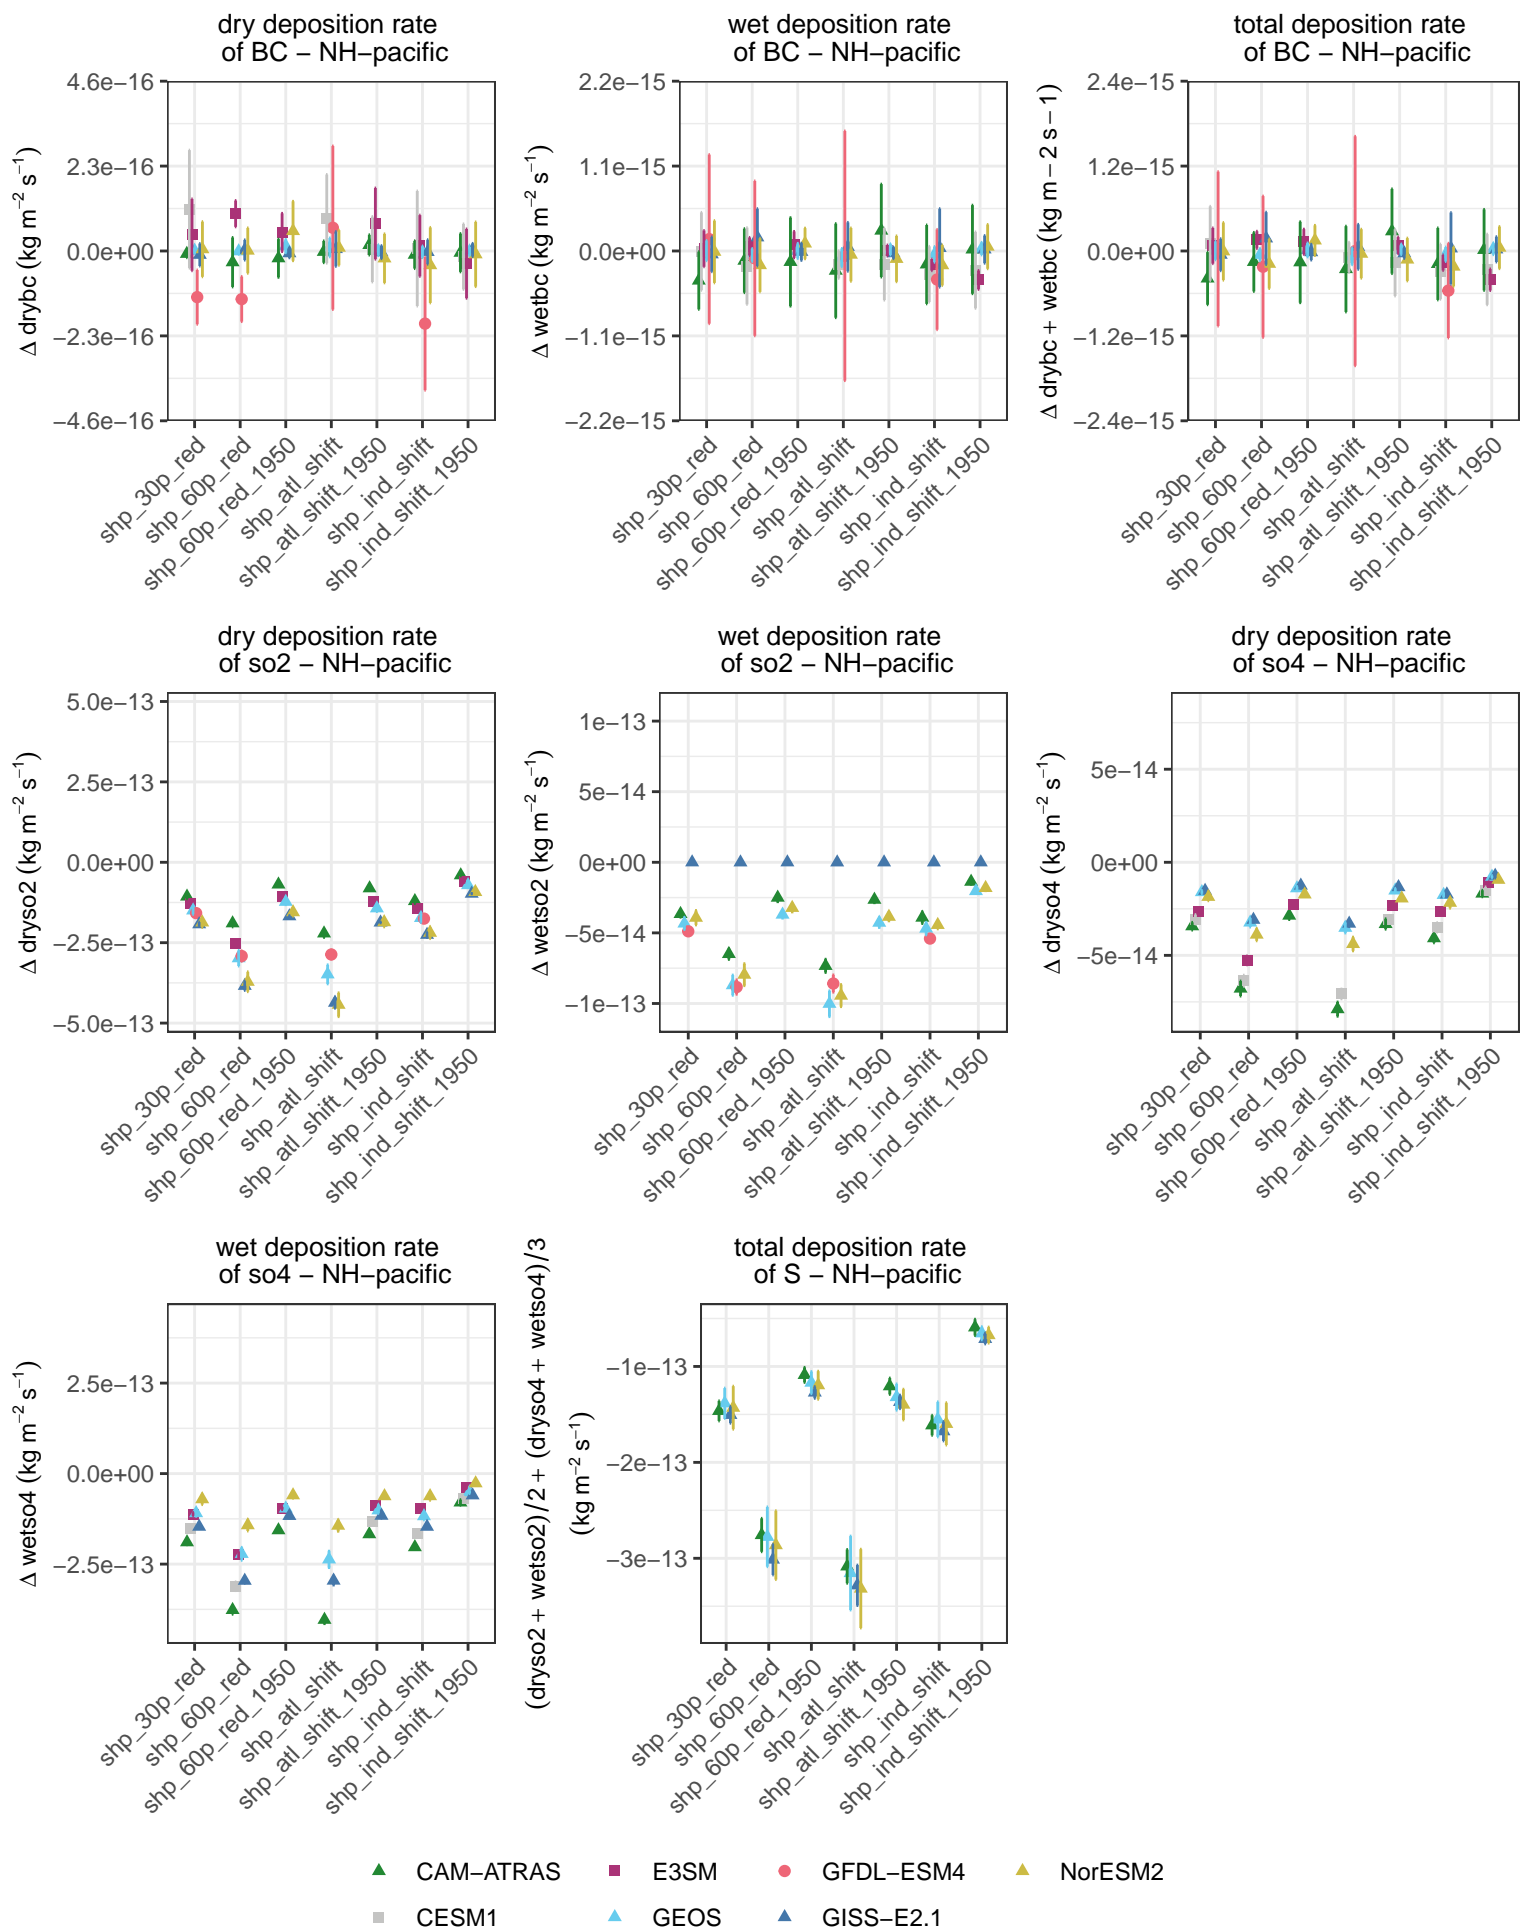 dry deposition rate
of BC − NH−pacific
Δ drybc (kg m−2 s−1)
4.6e−16
2.3e−16
0.0e+00
−2.3e−16
−4.6e−16
shp_30p_red
shp_60p_red
shp_60p_red_1950
shp_atl_shift
shp_atl_shift_1950
shp_ind_shift
shp_ind_shift_1950
wet deposition rate
of BC − NH−pacific
Δ wetbc (kg m−2 s−1)
2.2e−15
1.1e−15
0.0e+00
−1.1e−15
−2.2e−15
shp_30p_red
shp_60p_red
shp_60p_red_1950
shp_atl_shift
shp_atl_shift_1950
shp_ind_shift
shp_ind_shift_1950
total deposition rate
of BC − NH−pacific
Δ drybc + wetbc (kg m − 2 s − 1)
2.4e−15
1.2e−15
0.0e+00
−1.2e−15
−2.4e−15
shp_30p_red
shp_60p_red
shp_60p_red_1950
shp_atl_shift
shp_atl_shift_1950
shp_ind_shift
shp_ind_shift_1950
dry deposition rate
of so2 − NH−pacific
Δ dryso2 (kg m−2 s−1)
5.0e−13
2.5e−13
0.0e+00
−2.5e−13
−5.0e−13
shp_30p_red
shp_60p_red
shp_60p_red_1950
shp_atl_shift
shp_atl_shift_1950
shp_ind_shift
shp_ind_shift_1950
wet deposition rate
of so2 − NH−pacific
Δ wetso2 (kg m−2 s−1)
1e−13
5e−14
0e+00
−5e−14
−1e−13
shp_30p_red
shp_60p_red
shp_60p_red_1950
shp_atl_shift
shp_atl_shift_1950
shp_ind_shift
shp_ind_shift_1950
dry deposition rate
of so4 − NH−pacific
Δ dryso4 (kg m−2 s−1)
5e−14
0e+00
−5e−14
shp_30p_red
shp_60p_red
shp_60p_red_1950
shp_atl_shift
shp_atl_shift_1950
shp_ind_shift
shp_ind_shift_1950
wet deposition rate
of so4 − NH−pacific
Δ wetso4 (kg m−2 s−1)
2.5e−13
0.0e+00
−2.5e−13
shp_30p_red
shp_60p_red
shp_60p_red_1950
shp_atl_shift
shp_atl_shift_1950
shp_ind_shift
shp_ind_shift_1950
total deposition rate
of S − NH−pacific
(dryso2 + wetso2)/2 + (dryso4 + wetso4)/3
(kg m−2 s−1)
−1e−13
−2e−13
−3e−13
shp_30p_red
shp_60p_red
shp_60p_red_1950
shp_atl_shift
shp_atl_shift_1950
shp_ind_shift
shp_ind_shift_1950
CAM−ATRAS E3SM GFDL−ESM4 NorESM2
CESM1 GEOS GISS−E2.1